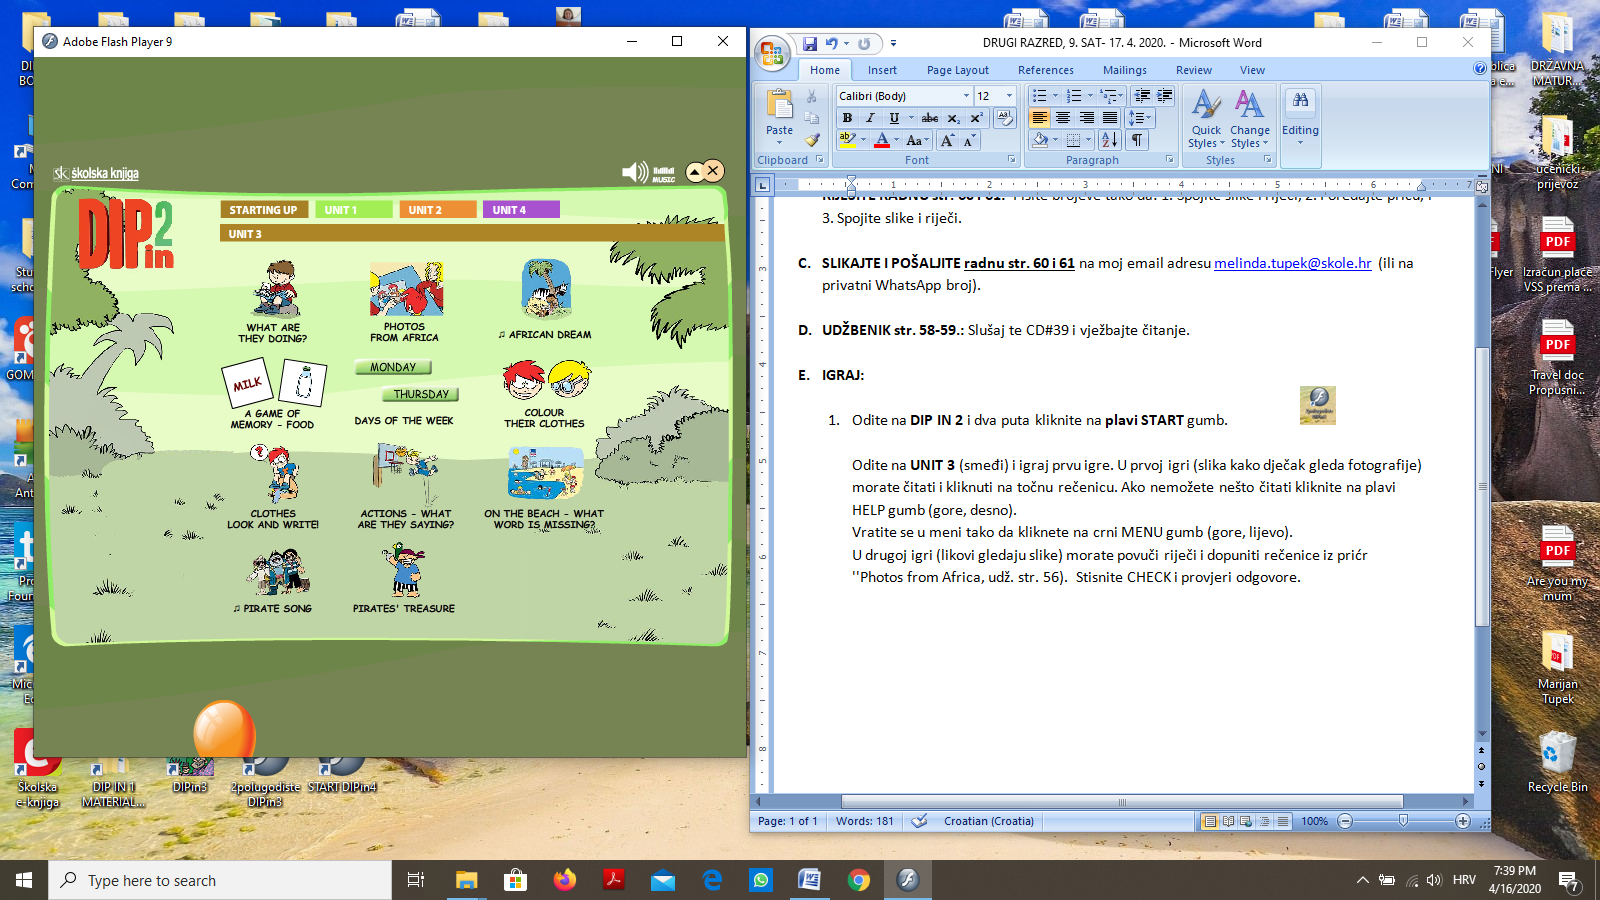 Adobe Flash Player 9
sk školska knjiga
MUSIC
DIP in 2
STARTING UP
UNIT 1
UNIT 2
UNIT 4
UNIT 3
WHAT ARE
THEY DOING?
PHOTOS
FROM AFRICA
♫ AFRICAN DREAM
MILK
A GAME OF
MEMORY - FOOD
MONDAY
THURSDAY
DAYS OF THE WEEK
COLOUR
THEIR CLOTHES
CLOTHES
LOOK AND WRITE!
ACTIONS - WHAT
ARE THEY SAYING?
ON THE BEACH - WHAT
WORD IS MISSING?
♫ PIRATE SONG
PIRATES' TREASURE
DRUGI RAZRED, 9. SAT- 17. 4. 2020. - Microsoft Word
Home
Insert
Page Layout
References
Mailings
Review
View
Paste
Clipboard
Calibri (Body)
12
Font
Paragraph
Quick
Styles
Change
Styles
Styles
Editing
3. Spojite slike i riječi.
C. SLIKAJTE I POŠALJITE radnu str. 60 i 61 na moj email adresu melinda.tupek@skole.hr (ili na
privatni WhatsApp broj).
D. UDŽBENIK str. 58-59.: Slušaj te CD#39 i vježbajte čitanje.
E. IGRAJ:
1. Odite na DIP IN 2 i dva puta kliknite na plavi START gumb.
Odite na UNIT 3 (smeđi) i igraj prvu igre. U prvoj igri (slika kako dječak gleda fotografije)
morate čitati i kliknuti na točnu rečenicu. Ako nemožete nešto čitati kliknite na plavi
HELP gumb (gore, desno).
Vratite se u meni tako da kliknete na crni MENU gumb (gore, lijevo).
U drugoj igri (likovi gledaju slike) morate povuči riječi i dopuniti rečenice iz prićr
''Photos from Africa, udž. str. 56). Stisnite CHECK i provjeri odgovore.
Page: 1 of 1
Words: 181
Croatian (Croatia)
100%
DRŽAVNA
MATUR...
učenički
prijevoz
Izračun plaće
VSS prema ...
Travel doc
Propusni...
Are you my
mum
Marijan
Tupek
Recycle Bin
Školska
e-knjiga
DIP IN 1
MATERIAL...
DIPin3
2polugodište
DIPin3
START DIPin4
Type here to search
HRV
7:39 PM
4/16/2020
7